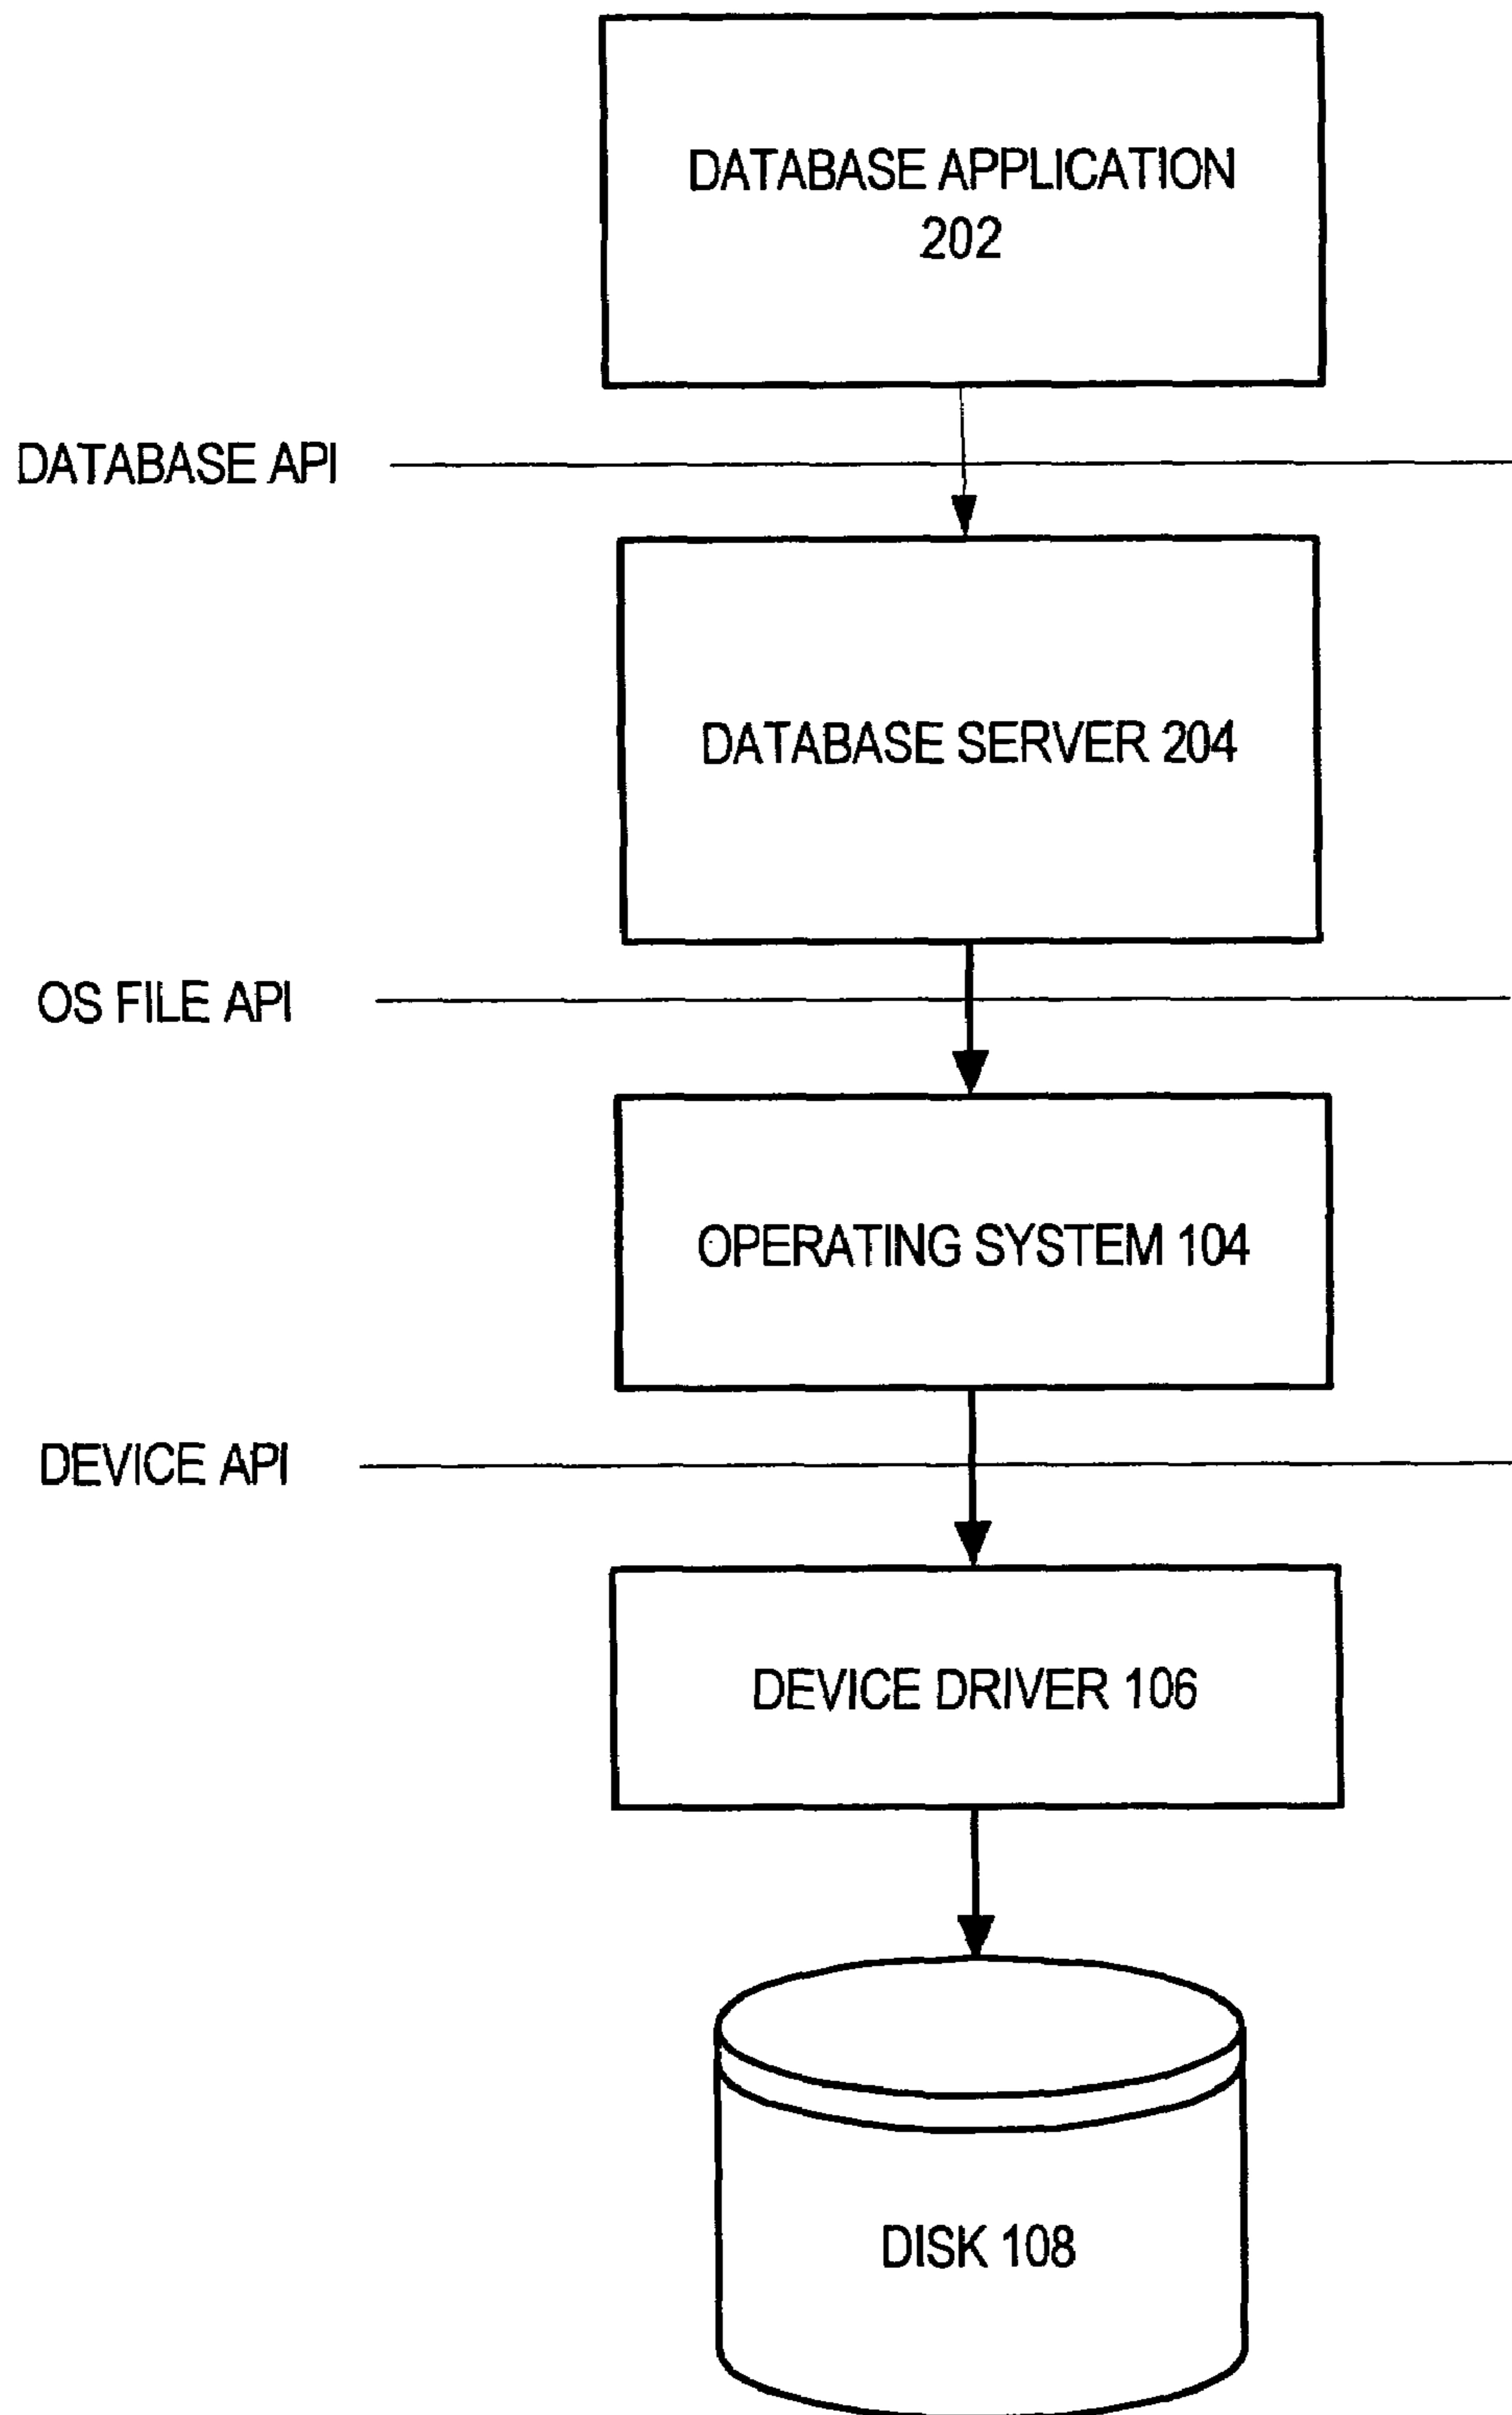 DATABASE APPLICATION
202
DATABASE API
DATABASE SERVER 204
OS FILE API
OPERATING SYSTEM 104
DEVICE API
DEVICE DRIVER 106
DISK 108